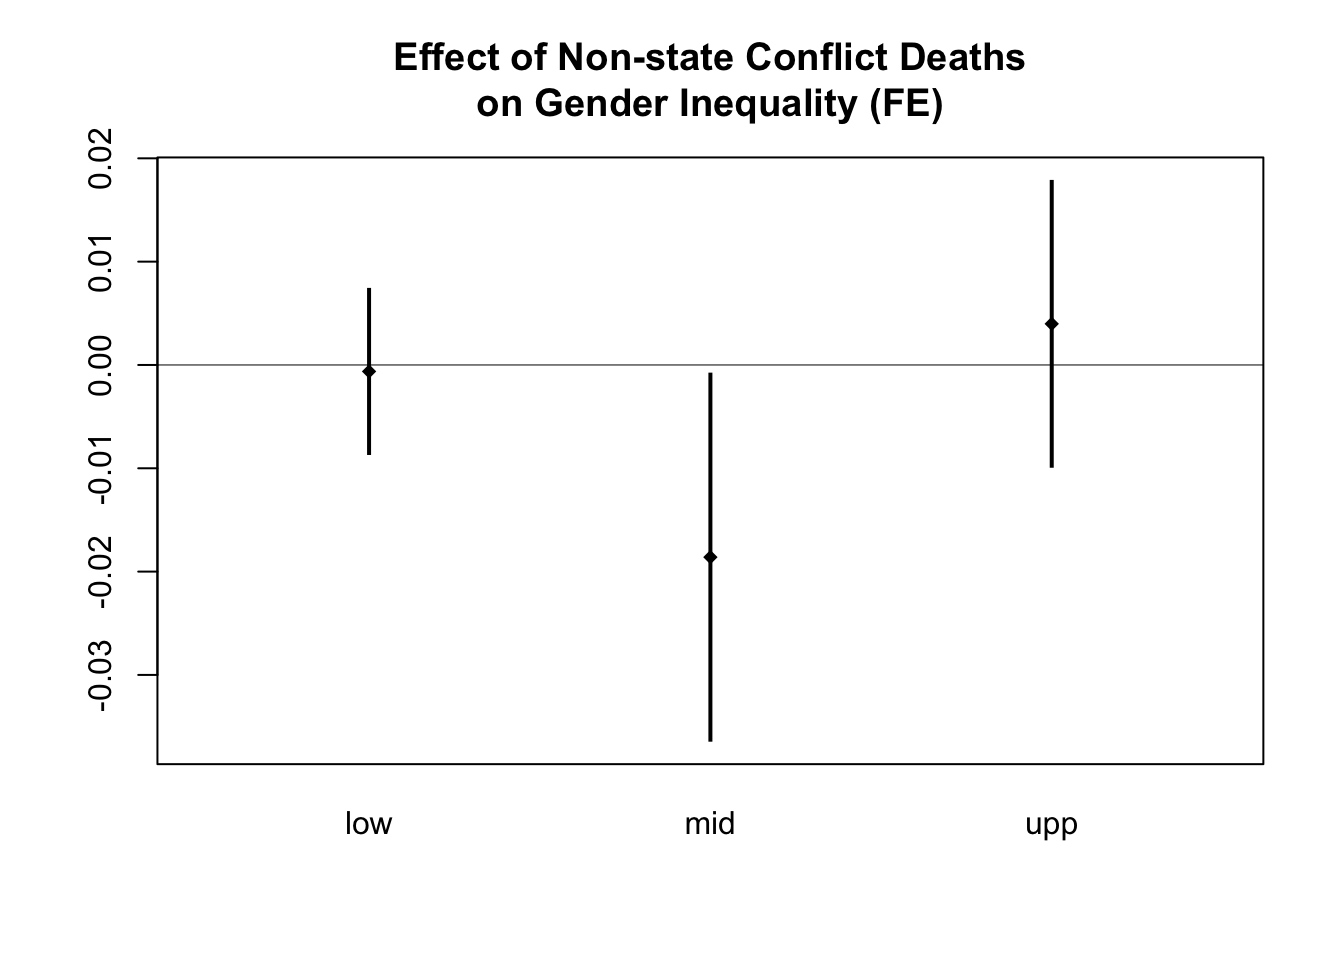 Effect of Non-state Conflict Deaths
on Gender Inequality (FE)
0.02
0.01
0.00
-0.01
-0.02
-0.03
low mid upp